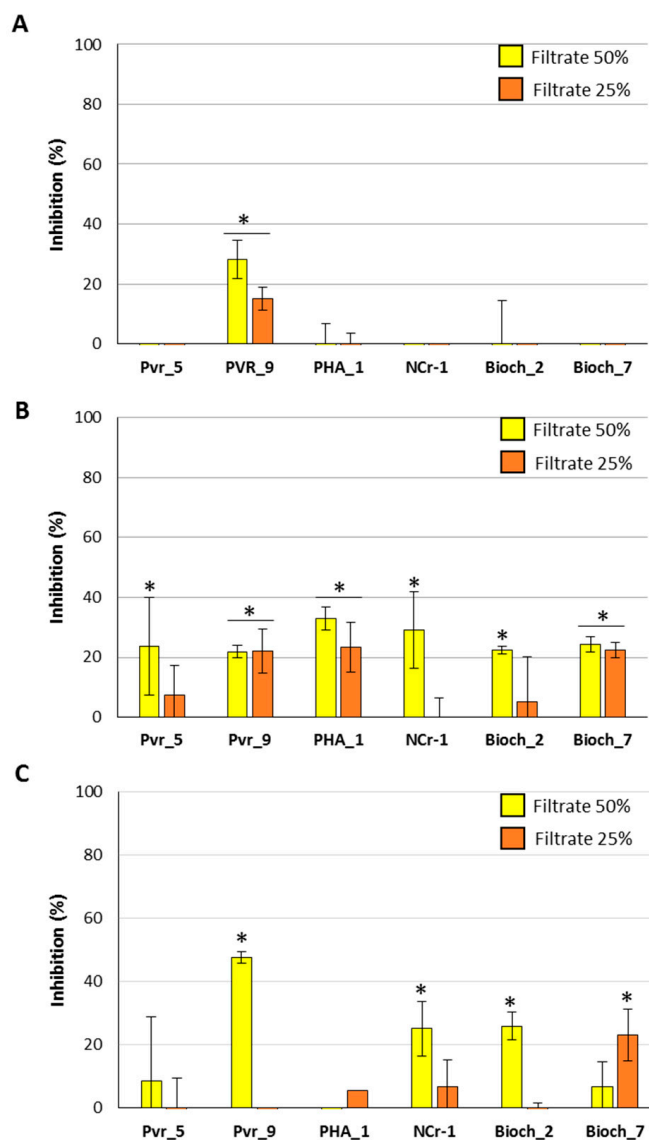 A
100
80
60
40
20
0
Inhibition (%)
Filtrate 50%
Filtrate 25%
*
Pvr_5 PVR_9 PHA_1 NCr-1 Bioch_2 Bioch_7
B
100
80
60
40
20
0
Inhibition (%)
Filtrate 50%
Filtrate 25%
* * * * * *
Pvr_5 Pvr_9 PHA_1 NCr-1 Bioch_2 Bioch_7
C
100
80
60
40
20
0
Inhibition (%)
Filtrate 50%
Filtrate 25%
* * * *
Pvr_5 Pvr_9 PHA_1 NCr-1 Bioch_2 Bioch_7